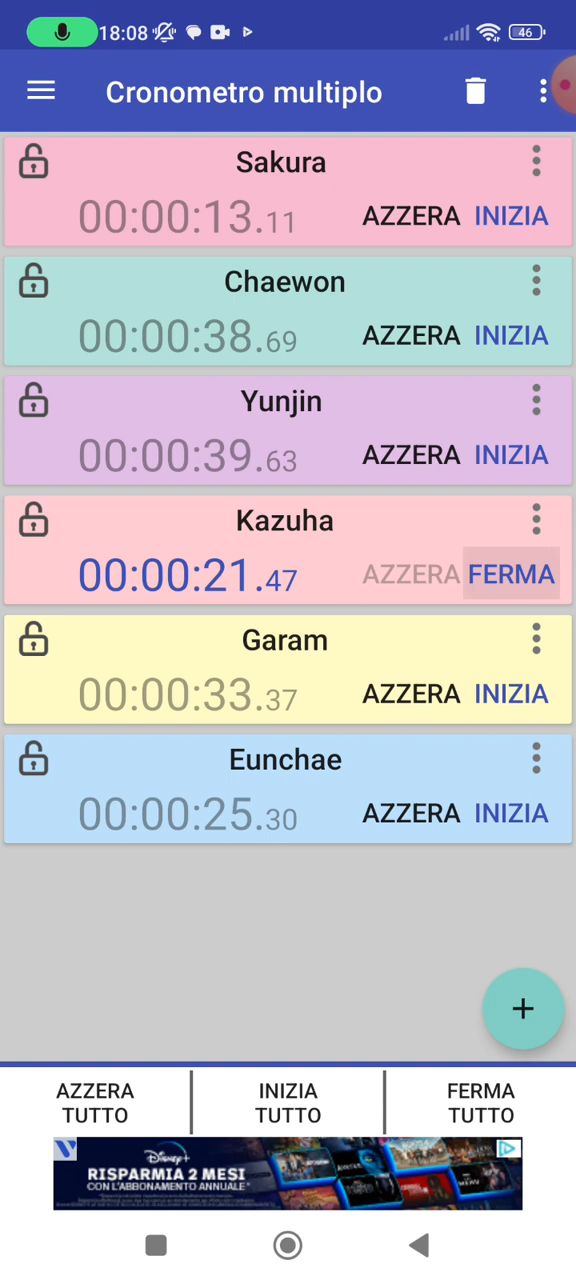 18:08
46
Cronometro multiplo
Sakura
00:00:13.11 AZZERA INIZIA
Chaewon
00:00:38.69 AZZERA INIZIA
Yunjin
00:00:39.63 AZZERA INIZIA
Kazuha
00:00:21.47 AZZERA FERMA
Garam
00:00:33.37 AZZERA INIZIA
Eunchae
00:00:25.30 AZZERA INIZIA
+
AZZERA
TUTTO
INIZIA
TUTTO
FERMA
TUTTO
Disney+
RISPARMIA 2 MESI
CON L'ABBONAMENTO ANNUALE*